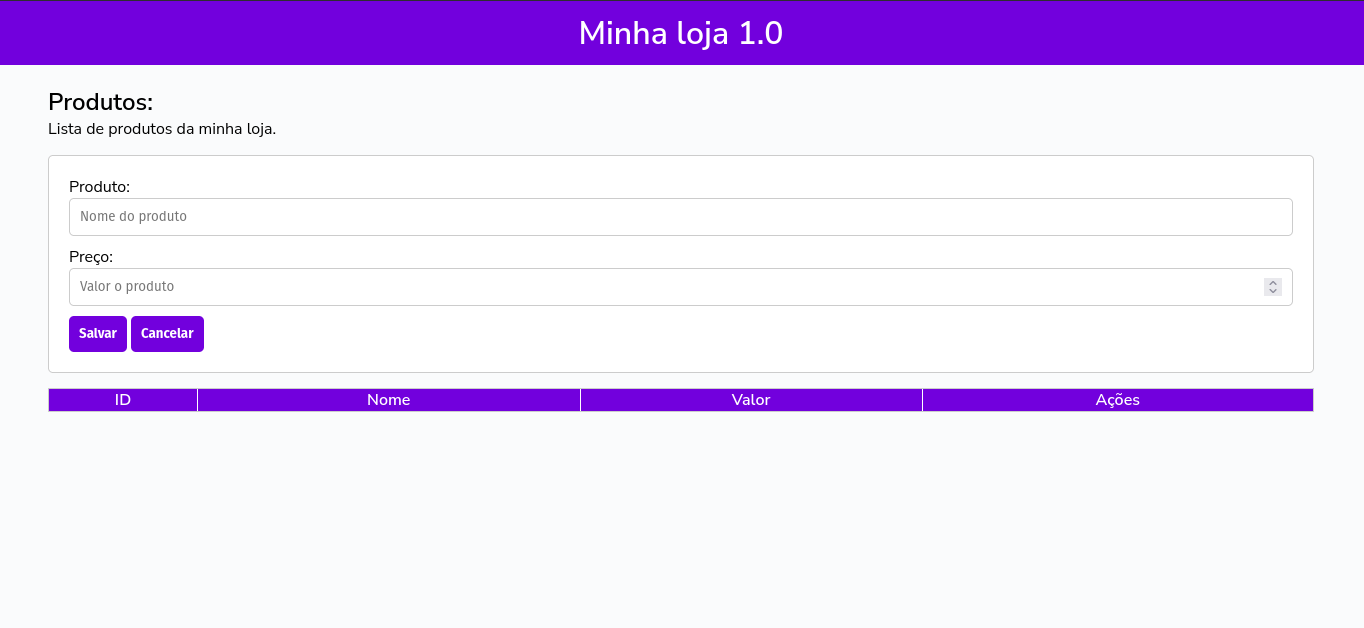 Minha loja 1.0
Produtos:
Lista de produtos da minha loja.
Produto:
Nome do produto
Preço:
Valor o produto
Salvar Cancelar
ID Nome Valor Ações